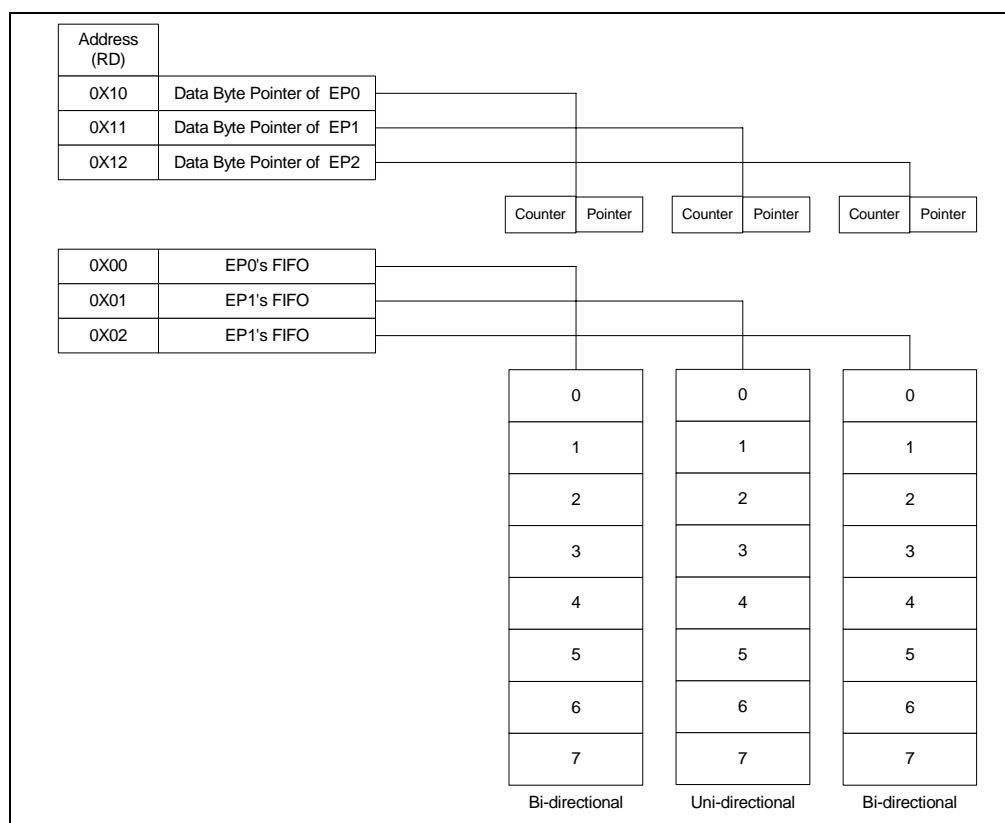 Address
(RD)
0X10 Data Byte Pointer of EP0
0X11 Data Byte Pointer of EP1
0X12 Data Byte Pointer of EP2
Counter Pointer Counter Pointer Counter Pointer
0X00 EP0's FIFO
0X01 EP1's FIFO
0X02 EP1's FIFO
0 0 0
1 1 1
2 2 2
3 3 3
4 4 4
5 5 5
6 6 6
7 7 7
Bi-directional Uni-directional Bi-directional